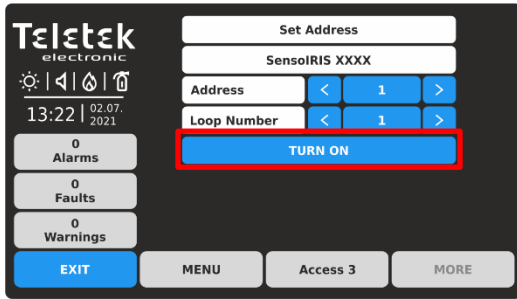 Teletek
electronic
13:22 | 02.07.
2021
0
Alarms
0
Faults
0
Warnings
Set Address
SensoIRIS XXXX
Address < 1 >
Loop Number < 1 >
TURN ON
EXIT MENU Access 3 MORE